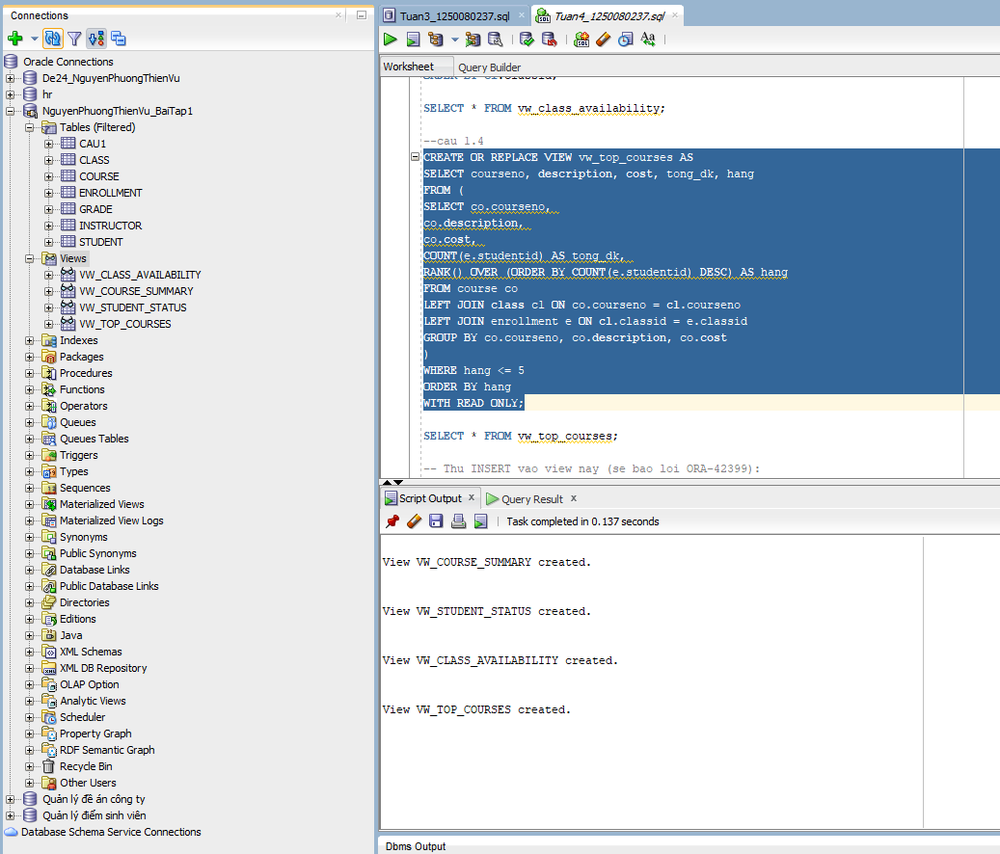 Connections
Oracle Connections
De24_NguyenPhuongThienVu
hr
NguyenPhuongThienVu_BaiTap1
Tables (Filtered)
CAU1
CLASS
COURSE
ENROLLMENT
GRADE
INSTRUCTOR
STUDENT
Views
VW_CLASS_AVAILABILITY
VW_COURSE_SUMMARY
VW_STUDENT_STATUS
VW_TOP_COURSES
Indexes
Packages
Procedures
Functions
Operators
Queues
Queues Tables
Triggers
Types
Sequences
Materialized Views
Materialized View Logs
Synonyms
Public Synonyms
Database Links
Public Database Links
Directories
Editions
Java
XML Schemas
XML DB Repository
OLAP Option
Analytic Views
Scheduler
Property Graph
RDF Semantic Graph
Recycle Bin
Other Users
Quản lý đề án công ty
Quản lý điểm sinh viên
Database Schema Service Connections
Tuan3_1250080237.sql
Tuan4_1250080237.sql
Worksheet
Query Builder
ORDER BY cl.classid;
SELECT * FROM vw_class_availability;
--cau 1.4
CREATE OR REPLACE VIEW vw_top_courses AS
SELECT courseno, description, cost, tong_dk, hang
FROM (
SELECT co.courseno,
co.description,
co.cost,
COUNT(e.studentid) AS tong_dk,
RANK() OVER (ORDER BY COUNT(e.studentid) DESC) AS hang
FROM course co
LEFT JOIN class cl ON co.courseno = cl.courseno
LEFT JOIN enrollment e ON cl.classid = e.classid
GROUP BY co.courseno, co.description, co.cost
)
WHERE hang <= 5
ORDER BY hang
WITH READ ONLY;
SELECT * FROM vw_top_courses;
-- Thu INSERT vao view nay (se bao loi ORA-42399):
Script Output
Query Result
Task completed in 0.137 seconds
View VW_COURSE_SUMMARY created.
View VW_STUDENT_STATUS created.
View VW_CLASS_AVAILABILITY created.
View VW_TOP_COURSES created.
Dbms Output